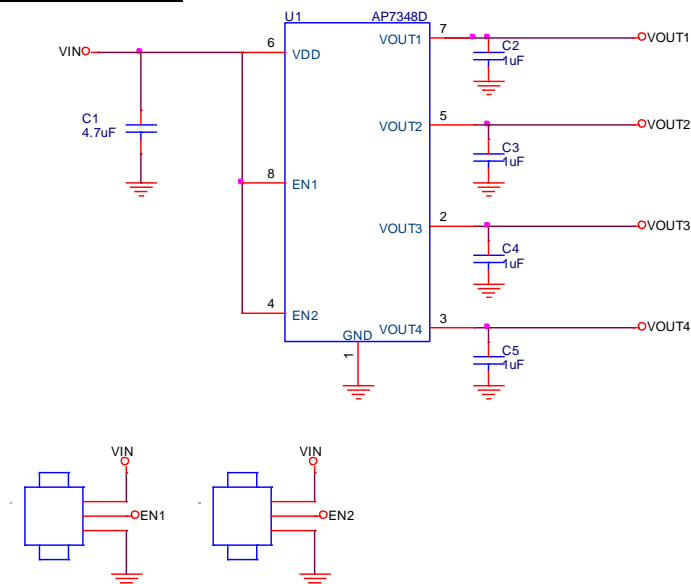 U1 AP7348D
VIN
6
VDD
VOUT1
7
VOUT1
C2
1uF
C1
4.7uF
VOUT2
5
VOUT2
C3
1uF
8
EN1
VOUT3
2
VOUT3
C4
1uF
4
EN2
VOUT4
3
VOUT4
GND
1
C5
1uF
VIN
EN1
VIN
EN2